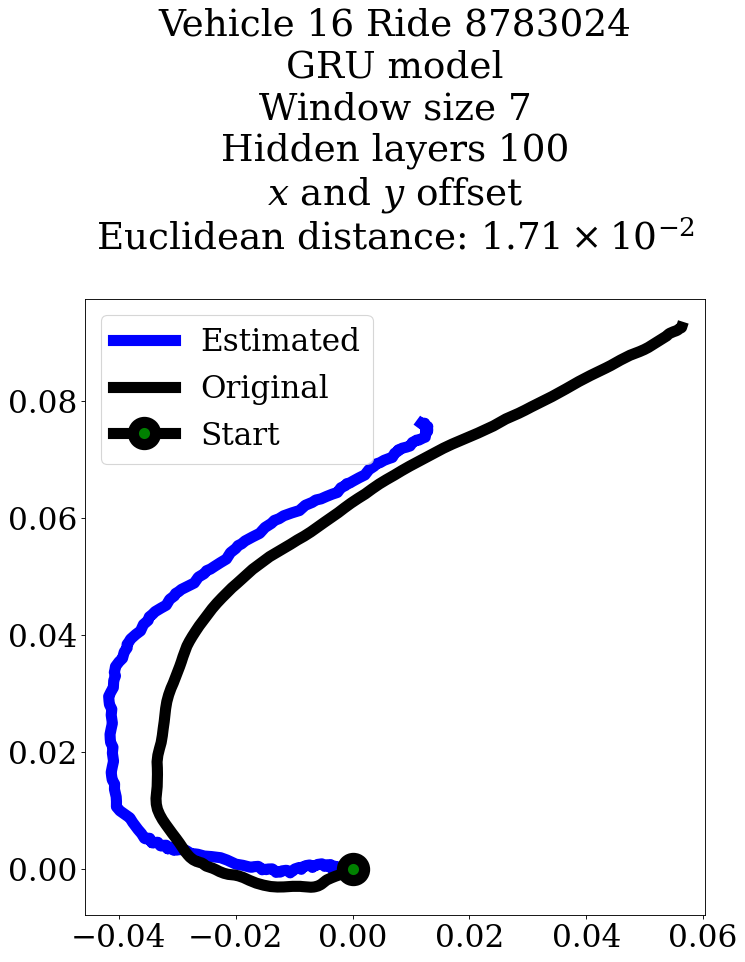 Vehicle 16 Ride 8783024
GRU model
Window size 7
Hidden layers 100
x and y offset
Euclidean distance: 1.71 × 10⁻²
Estimated
Original
Start
0.08
0.06
0.04
0.02
0.00
−0.04 −0.02 0.00 0.02 0.04 0.06